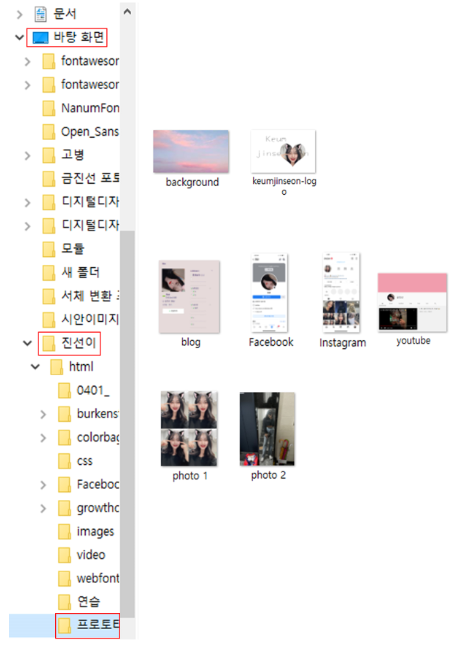 문서
바탕 화면
fontawesor
fontawesor
NanumFon
Open_Sans
고병
금진선 포트
디지털디자
디지털디자
모듈
새 폴더
서체 변환
시안이미지
진선이
html
0401_
burkens
colorbag
css
Faceboo
growthc
images
video
webfont
연습
프로토타
Keum
jinseon
background
keumjinseon-log
o
blog
Facebook
Instagram
youtube
photo 1
photo 2